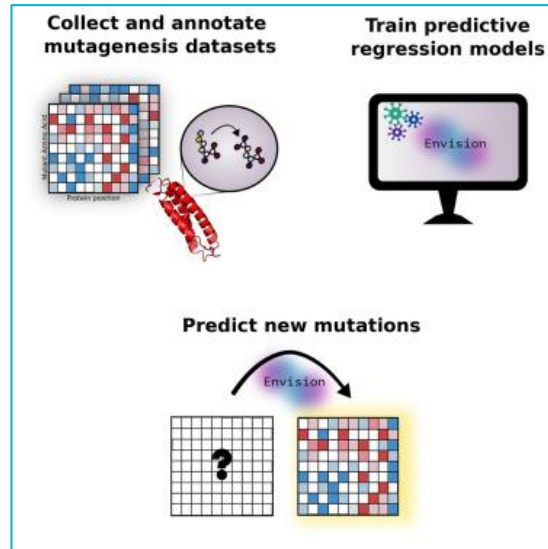 Collect and annotate
mutagenesis datasets
Train predictive
regression models
Mutant Amino Acid
Protein position
Envision
Predict new mutations
Envision
?